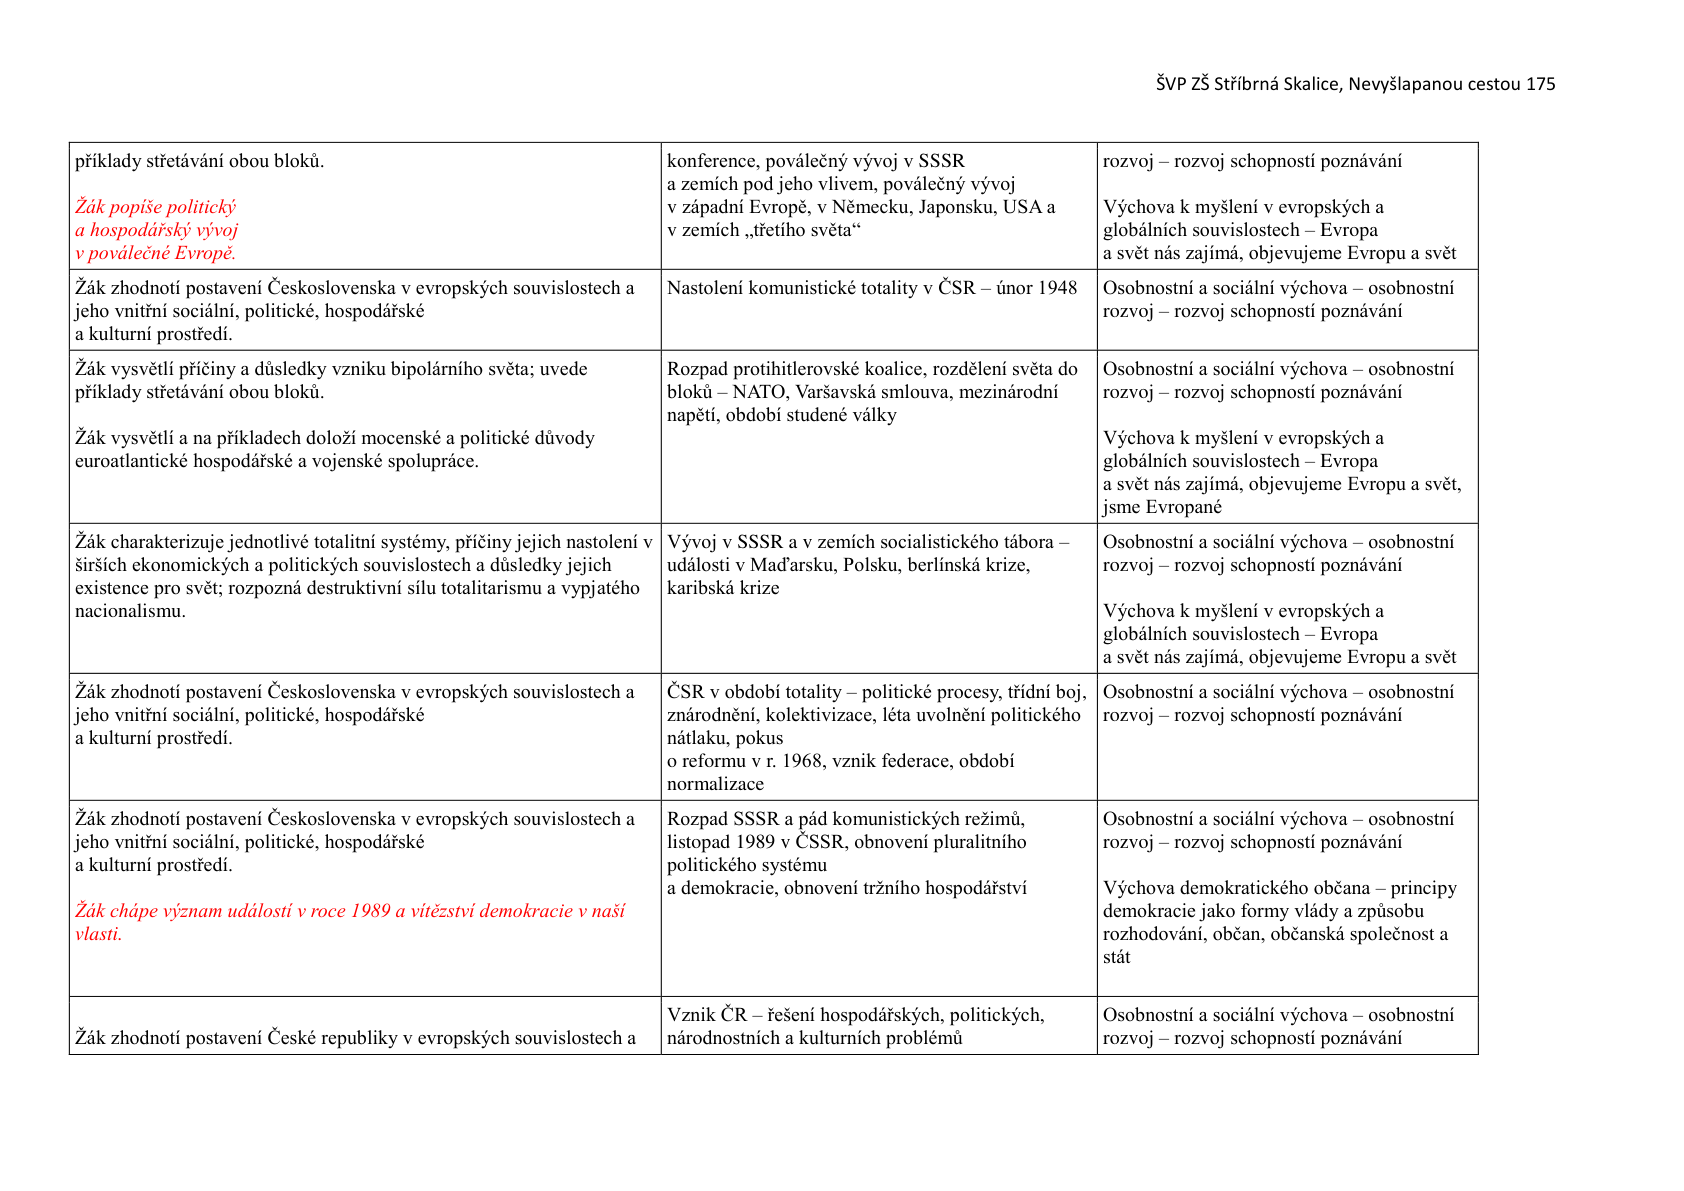 ŠVP ZŠ Stříbrná Skalice, Nevyšlapanou cestou 175
příklady střetávání obou bloků.
Žák popíše politický
a hospodářský vývoj
v poválečné Evropě.
konference, poválečný vývoj v SSSR
a zemích pod jeho vlivem, poválečný vývoj
v západní Evropě, v Německu, Japonsku, USA a
v zemích „třetího světa“
rozvoj – rozvoj schopností poznávání
Výchova k myšlení v evropských a
globálních souvislostech – Evropa
a svět nás zajímá, objevujeme Evropu a svět
Žák zhodnotí postavení Československa v evropských souvislostech a
jeho vnitřní sociální, politické, hospodářské
a kulturní prostředí.
Nastolení komunistické totality v ČSR – únor 1948
Osobnostní a sociální výchova – osobnostní
rozvoj – rozvoj schopností poznávání
Žák vysvětlí příčiny a důsledky vzniku bipolárního světa; uvede
příklady střetávání obou bloků.
Žák vysvětlí a na příkladech doloží mocenské a politické důvody
euroatlantické hospodářské a vojenské spolupráce.
Rozpad protihitlerovské koalice, rozdělení světa do
bloků – NATO, Varšavská smlouva, mezinárodní
napětí, období studené války
Osobnostní a sociální výchova – osobnostní
rozvoj – rozvoj schopností poznávání
Výchova k myšlení v evropských a
globálních souvislostech – Evropa
a svět nás zajímá, objevujeme Evropu a svět,
jsme Evropané
Žák charakterizuje jednotlivé totalitní systémy, příčiny jejich nastolení v
širších ekonomických a politických souvislostech a důsledky jejich
existence pro svět; rozpozná destruktivní sílu totalitarismu a vypjatého
nacionalismu.
Vývoj v SSSR a v zemích socialistického tábora –
události v Maďarsku, Polsku, berlínská krize,
karibská krize
Osobnostní a sociální výchova – osobnostní
rozvoj – rozvoj schopností poznávání
Výchova k myšlení v evropských a
globálních souvislostech – Evropa
a svět nás zajímá, objevujeme Evropu a svět
Žák zhodnotí postavení Československa v evropských souvislostech a
jeho vnitřní sociální, politické, hospodářské
a kulturní prostředí.
ČSR v období totality – politické procesy, třídní boj,
znárodnění, kolektivizace, léta uvolnění politického
nátlaku, pokus
o reformu v r. 1968, vznik federace, období
normalizace
Osobnostní a sociální výchova – osobnostní
rozvoj – rozvoj schopností poznávání
Žák zhodnotí postavení Československa v evropských souvislostech a
jeho vnitřní sociální, politické, hospodářské
a kulturní prostředí.
Žák chápe význam událostí v roce 1989 a vítězství demokracie v naší
vlasti.
Rozpad SSSR a pád komunistických režimů,
listopad 1989 v ČSSR, obnovení pluralitního
politického systému
a demokracie, obnovení tržního hospodářství
Osobnostní a sociální výchova – osobnostní
rozvoj – rozvoj schopností poznávání
Výchova demokratického občana – principy
demokracie jako formy vlády a způsobu
rozhodování, občan, občanská společnost a
stát
Žák zhodnotí postavení České republiky v evropských souvislostech a
Vznik ČR – řešení hospodářských, politických,
národnostních a kulturních problémů
Osobnostní a sociální výchova – osobnostní
rozvoj – rozvoj schopností poznávání